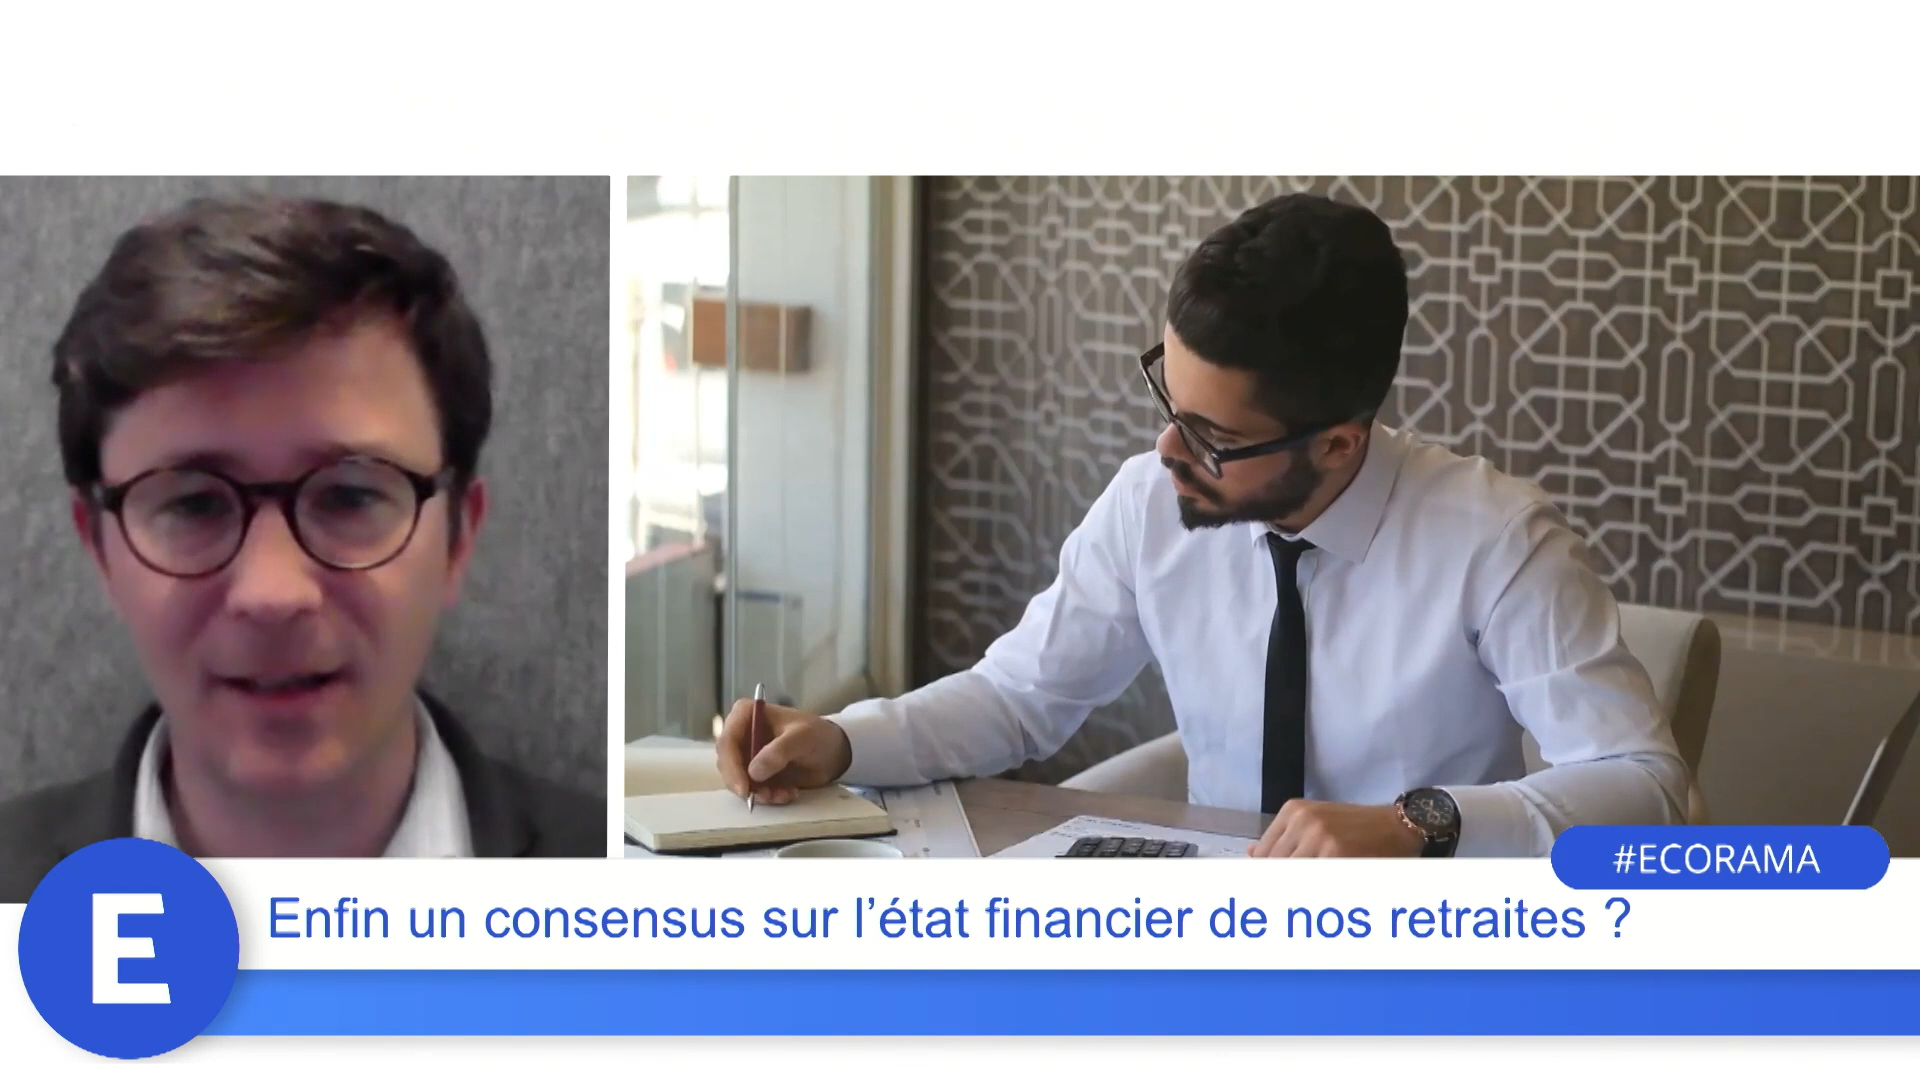 #ECORAMA
E
Enfin un consensus sur l’état financier de nos retraites ?